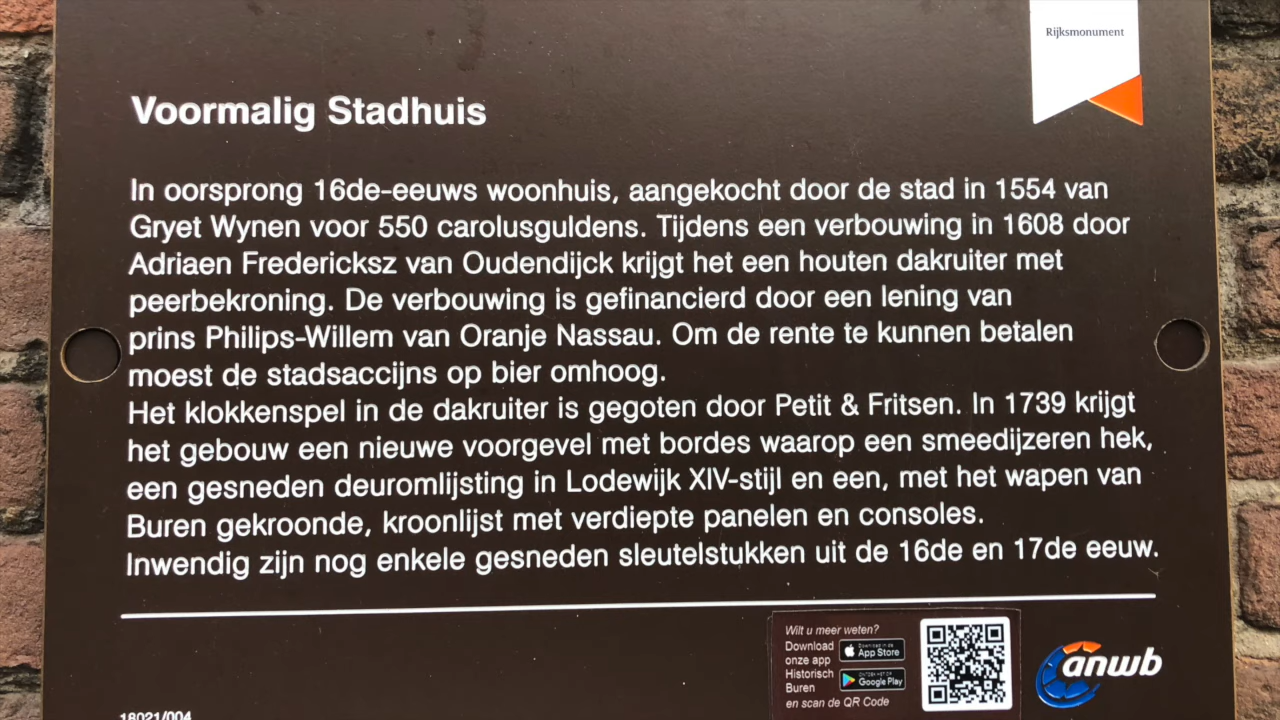 Rijksmonument
Voormalig Stadhuis
In oorsprong 16de-eeuws woonhuis, aangekocht door de stad in 1554 van
Gryet Wynen voor 550 carolusguldens. Tijdens een verbouwing in 1608 door
Adriaen Fredericksz van Oudendijck krijgt het een houten dakruiter met
peerbekroning. De verbouwing is gefinancierd door een lening van
prins Philips-Willem van Oranje Nassau. Om de rente te kunnen betalen
moest de stadsaccijns op bier omhoog.
Het klokkenspel in de dakruiter is gegoten door Petit & Fritsen. In 1739 krijgt
het gebouw een nieuwe voorgevel met bordes waarop een smeedijzeren hek,
een gesneden deuromlijsting in Lodewijk XIV-stijl en een, met het wapen van
Buren gekroonde, kroonlijst met verdiepte panelen en consoles.
Inwendig zijn nog enkele gesneden sleutelstukken uit de 16de en 17de eeuw.
Wilt u meer weten?
Download
onze app
Historisch
Buren
en scan de QR Code
Download in de
App Store
ONTDEK HET OP
Google Play
anwb
18021/004